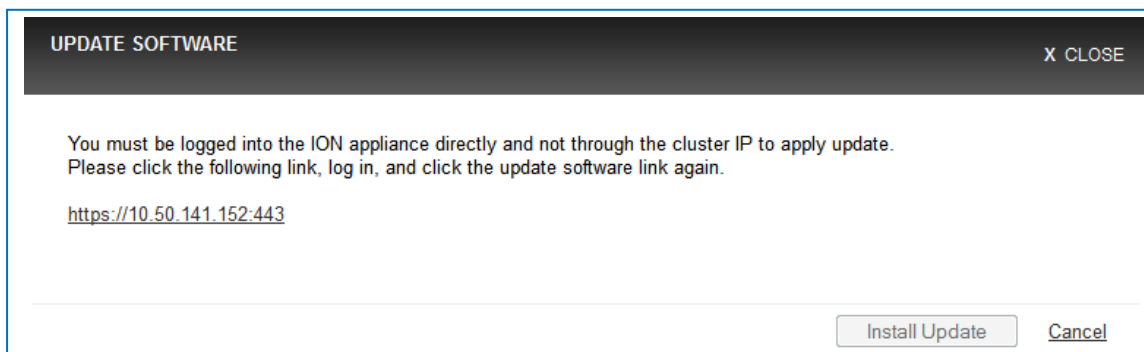 UPDATE SOFTWARE
X CLOSE
You must be logged into the ION appliance directly and not through the cluster IP to apply update.
Please click the following link, log in, and click the update software link again.
https://10.50.141.152:443
Install Update
Cancel